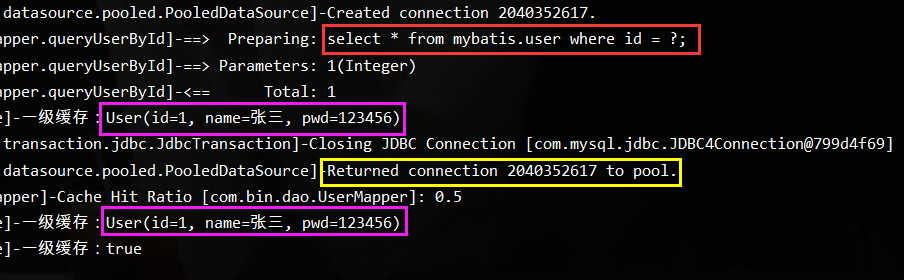 datasource.pooled.PooledDataSource]-Created connection 2040352617.
apper.queryUserById]-==>  Preparing: select * from mybatis.user where id = ?;
apper.queryUserById]-==> Parameters: 1(Integer)
apper.queryUserById]-<==      Total: 1
e]-一级缓存：User(id=1, name=张三, pwd=123456)
transaction.jdbc.JdbcTransaction]-Closing JDBC Connection [com.mysql.jdbc.JDBC4Connection@799d4f69]
datasource.pooled.PooledDataSource]-Returned connection 2040352617 to pool.
apper]-Cache Hit Ratio [com.bin.dao.UserMapper]: 0.5
e]-一级缓存：User(id=1, name=张三, pwd=123456)
e]-一级缓存：true